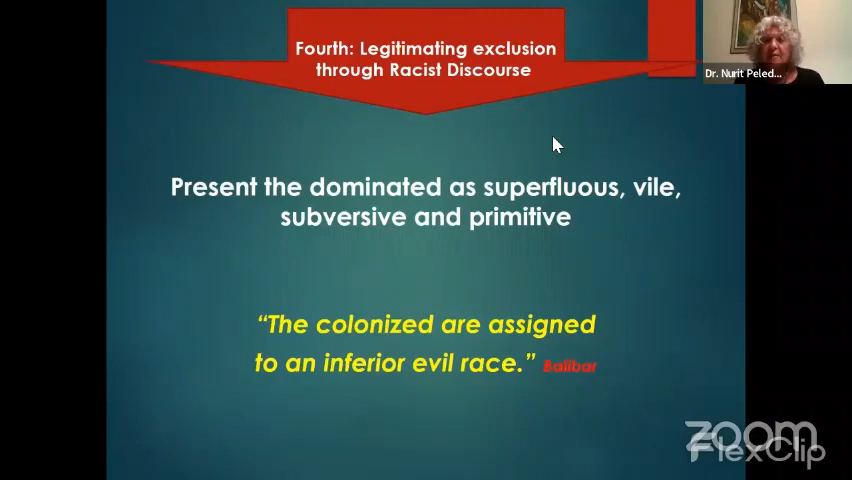 Fourth: Legitimating exclusion
through Racist Discourse
Dr. Nurit Peled...
Present the dominated as superfluous, vile,
subversive and primitive
“The colonized are assigned
to an inferior evil race.” Balibar
zoom
FlexClip